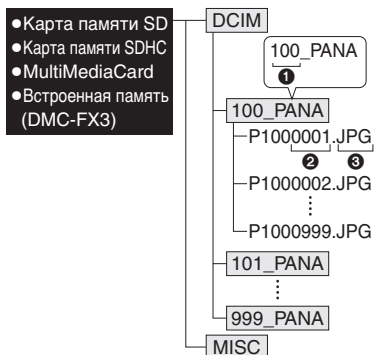 ●Карта памяти SD
●Карта памяти SDHC
●MultiMediaCard
●Встроенная память
(DMC-FX3)
DCIM
100_PANA
❶
100_PANA
P1000001.JPG
❷ ❸
P1000002.JPG
P1000999.JPG
101_PANA
999_PANA
MISC